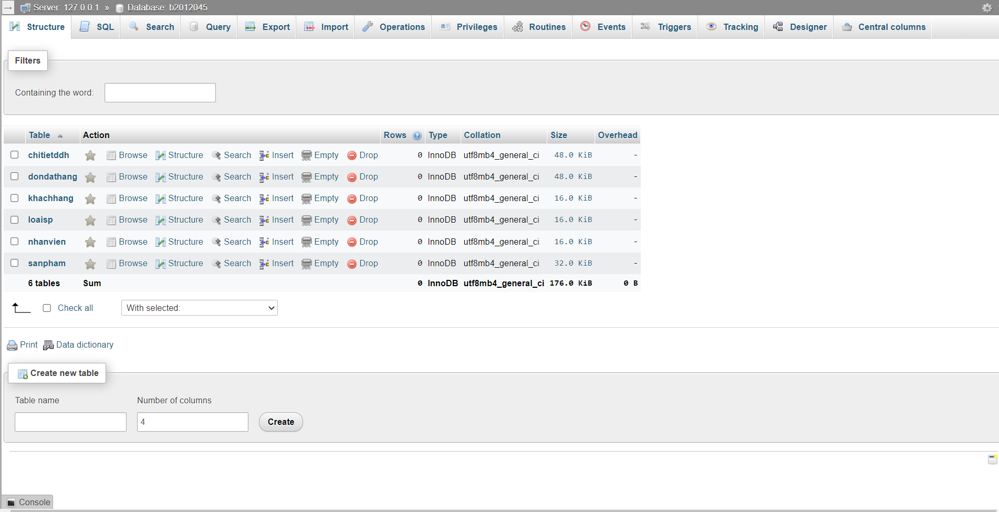 → Server: 127.0.0.1 » Database: b2012045
Structure SQL Search Query Export Import Operations Privileges Routines Events Triggers Tracking Designer Central columns
Filters
Containing the word:
Table Action Rows Type Collation Size Overhead
chitietddh Browse Structure Search Insert Empty Drop 0 InnoDB utf8mb4_general_ci 48.0 KiB -
dondathang Browse Structure Search Insert Empty Drop 0 InnoDB utf8mb4_general_ci 48.0 KiB -
khachhang Browse Structure Search Insert Empty Drop 0 InnoDB utf8mb4_general_ci 16.0 KiB -
loaisp Browse Structure Search Insert Empty Drop 0 InnoDB utf8mb4_general_ci 16.0 KiB -
nhanvien Browse Structure Search Insert Empty Drop 0 InnoDB utf8mb4_general_ci 16.0 KiB -
sanpham Browse Structure Search Insert Empty Drop 0 InnoDB utf8mb4_general_ci 32.0 KiB -
6 tables Sum 0 InnoDB utf8mb4_general_ci 176.0 KiB 0 B
Check all With selected:
Print Data dictionary
Create new table
Table name Number of columns
4 Create
Console